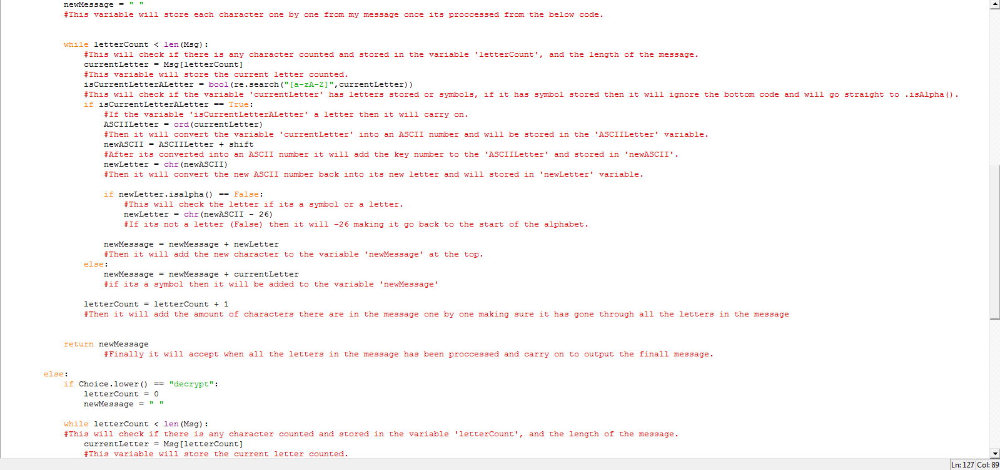 newMessage = " "
#This variable will store each character one by one from my message once its proccessed from the below code.
while letterCount < len(Msg):
#This will check if there is any character counted and stored in the variable 'letterCount', and the length of the message.
currentLetter = Msg[letterCount]
#This variable will store the current letter counted.
isCurrentLetterALetter = bool(re.search("[a-zA-Z]",currentLetter))
#This will check if the variable 'currentLetter' has letters stored or symbols, if it has symbol stored then it will ignore the bottom code and will go straight to .isAlpha().
if isCurrentLetterALetter == True:
#If the variable 'isCurrentLetterALetter' a letter then it will carry on.
ASCIILetter = ord(currentLetter)
#Then it will convert the variable 'currentLetter' into an ASCII number and will be stored in the 'ASCIILetter' variable.
newASCII = ASCIILetter + shift
#After its converted into an ASCII number it will add the key number to the 'ASCIILetter' and stored in 'newASCII'.
newLetter = chr(newASCII)
#Then it will convert the new ASCII number back into its new letter and will stored in 'newLetter' variable.
if newLetter.isalpha() == False:
#This will check the letter if its a symbol or a letter.
newLetter = chr(newASCII - 26)
#If its not a letter (False) then it will -26 making it go back to the start of the alphabet.
newMessage = newMessage + newLetter
#Then it will add the new character to the variable 'newMessage' at the top.
else:
newMessage = newMessage + currentLetter
#if its a symbol then it will be added to the variable 'newMessage'
letterCount = letterCount + 1
#Then it will add the amount of characters there are in the message one by one making sure it has gone through all the letters in the message
return newMessage
#Finally it will accept when all the letters in the message has been proccessed and carry on to output the finall message.
else:
if Choice.lower() == "decrypt":
letterCount = 0
newMessage = " "
while letterCount < len(Msg):
#This will check if there is any character counted and stored in the variable 'letterCount', and the length of the message.
currentLetter = Msg[letterCount]
#This variable will store the current letter counted.
Ln: 127 Col: 89